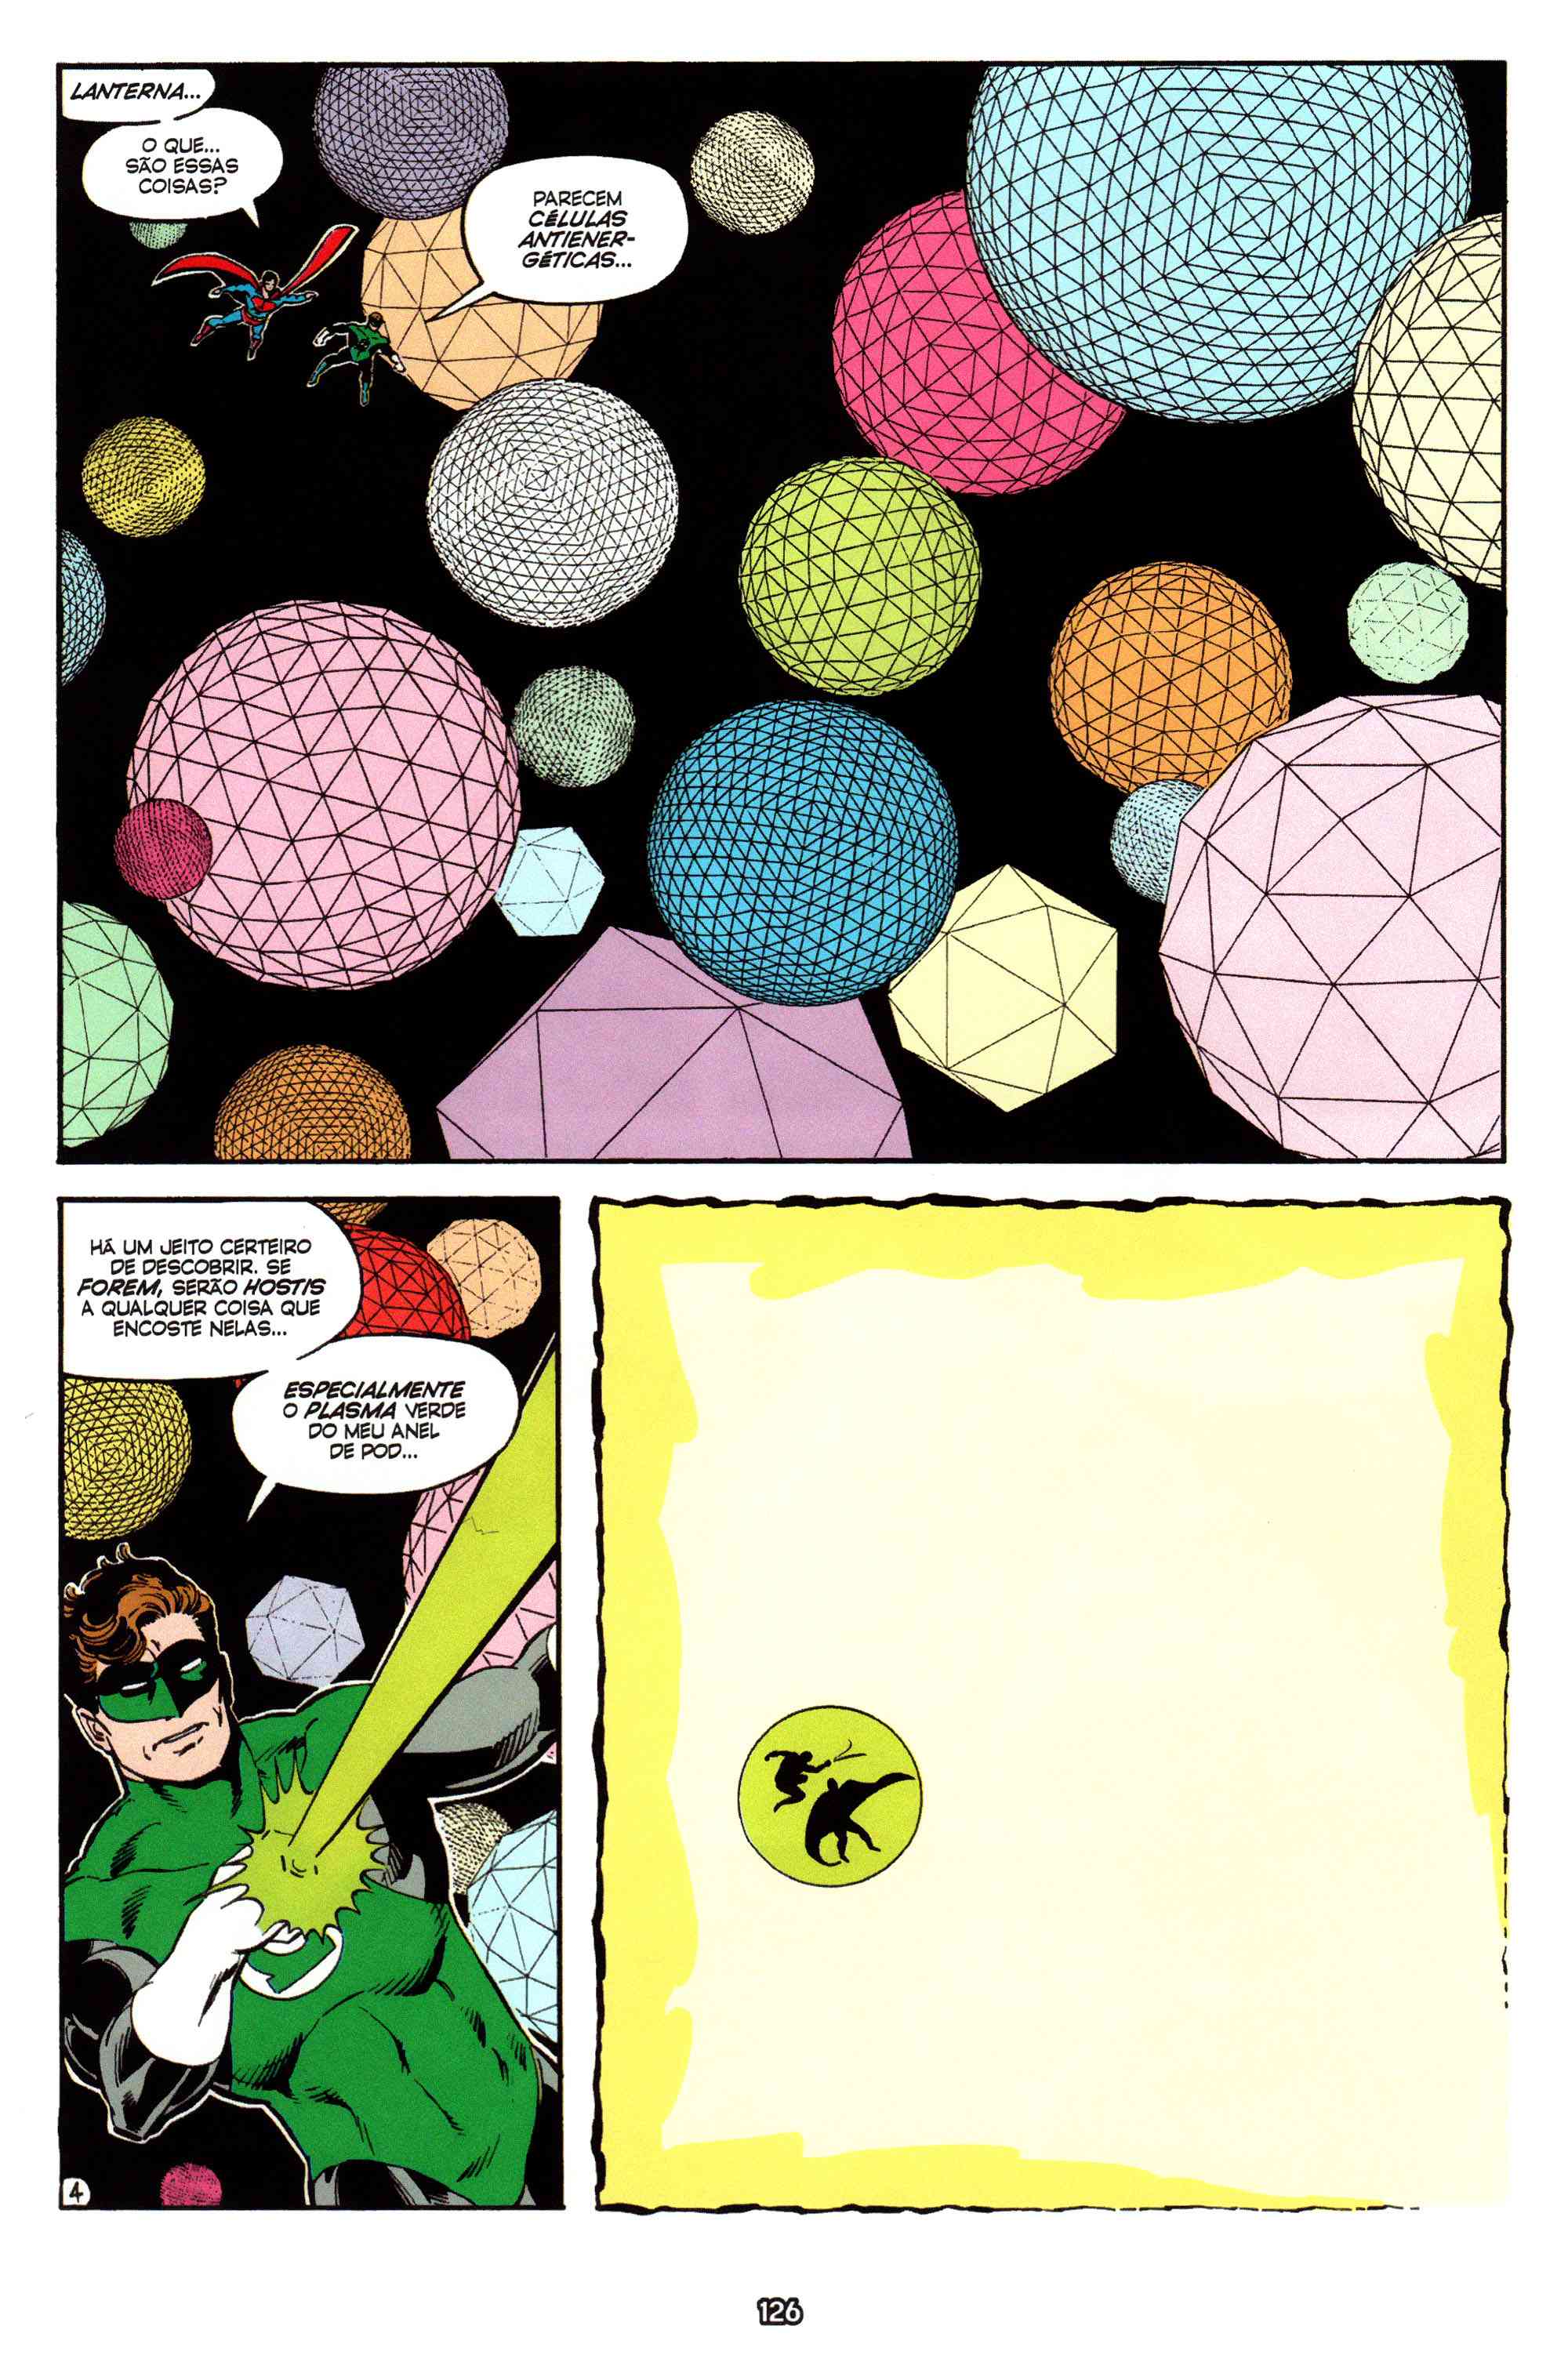 LANTERNA...
O QUE...
SÃO ESSAS
COISAS?
PARECEM
CÉLULAS
ANTIENER-
GÉTICAS...
HÁ UM JEITO CERTEIRO
DE DESCOBRIR. SE
FOREM, SERÃO HOSTIS
A QUALQUER COISA QUE
ENCOSTE NELAS...
ESPECIALMENTE
O PLASMA VERDE
DO MEU ANEL
DE POD...
4
126